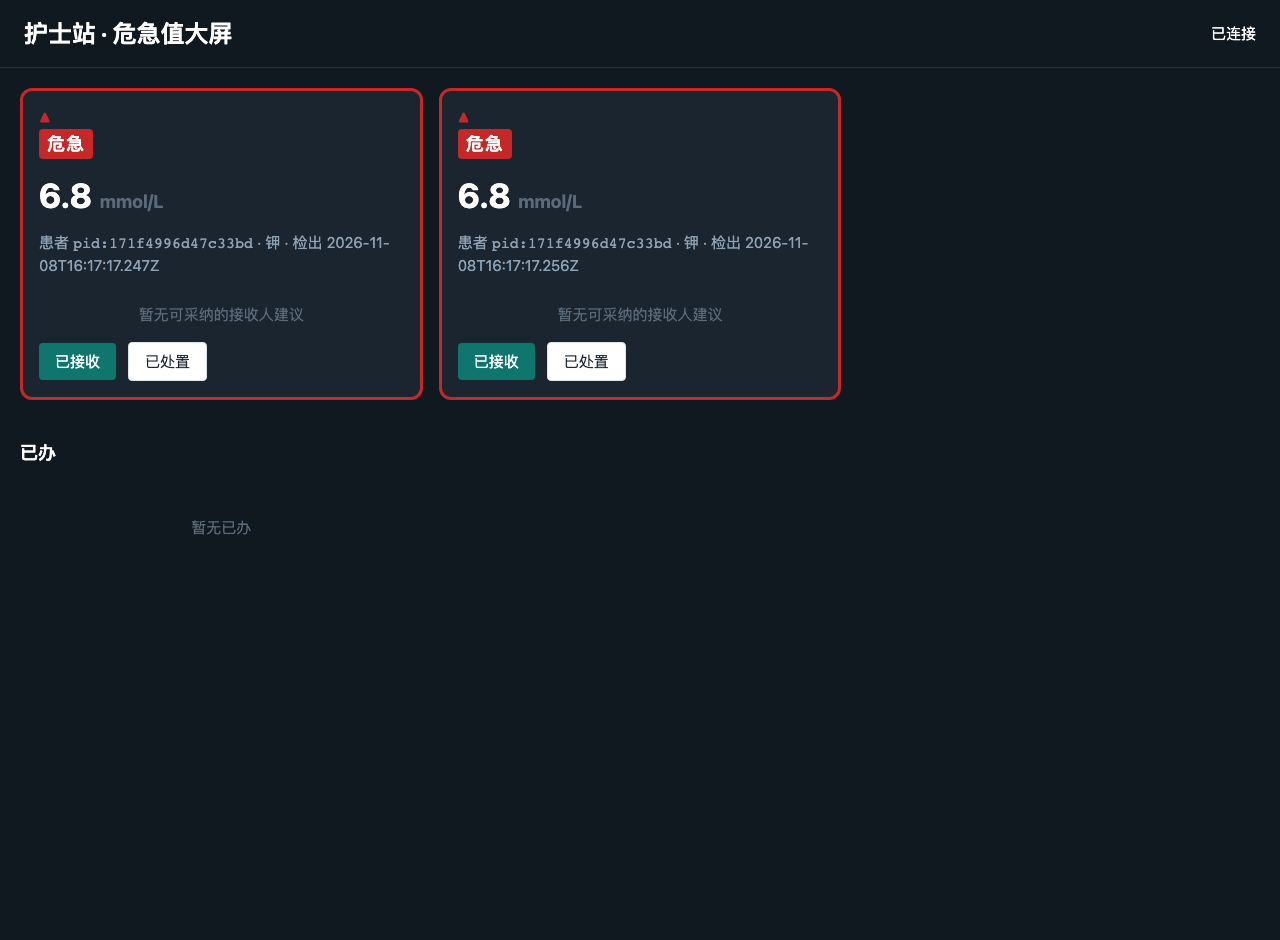 护士站 · 危急值大屏
已连接
▲
危急
6.8 mmol/L
患者 pid:171f4996d47c33bd · 钾 · 检出 2026-11-
08T16:17:17.247Z
暂无可采纳的接收人建议
已接收 已处置
▲
危急
6.8 mmol/L
患者 pid:171f4996d47c33bd · 钾 · 检出 2026-11-
08T16:17:17.256Z
暂无可采纳的接收人建议
已接收 已处置
已办
暂无已办